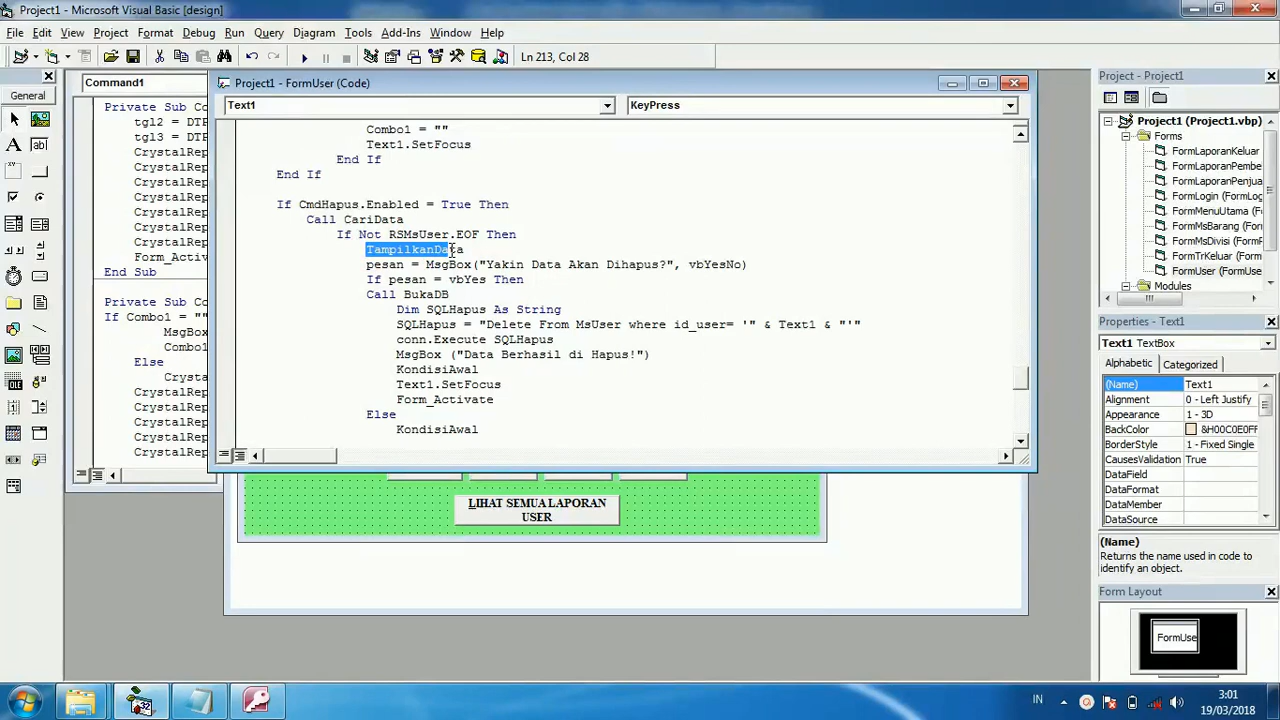 Project1 - Microsoft Visual Basic [design]
File Edit View Project Format Debug Run Query Diagram Tools Add-Ins Window Help
Ln 213, Col 28
General
Command1
Private Sub Co
tgl2 = DTP
tgl3 = DTP
CrystalRep
CrystalRep
CrystalRep
CrystalRep
CrystalRep
CrystalRep
CrystalRep
Form_Activ
End Sub
Private Sub Co
If Combo1 = ""
MsgBox
Combo1
Else
Crysta
CrystalRep
CrystalRep
CrystalRep
CrystalRep
CrystalRep
Project1 - FormUser (Code)
Text1
KeyPress
Combo1 = ""
Text1.SetFocus
End If
End If
If CmdHapus.Enabled = True Then
Call CariData
If Not RSMsUser.EOF Then
TampilkanData
pesan = MsgBox("Yakin Data Akan Dihapus?", vbYesNo)
If pesan = vbYes Then
Call BukaDB
Dim SQLHapus As String
SQLHapus = "Delete From MsUser where id_user= '" & Text1 & "'"
conn.Execute SQLHapus
MsgBox ("Data Berhasil di Hapus!")
KondisiAwal
Text1.SetFocus
Form_Activate
Else
KondisiAwal
LIHAT SEMUA LAPORAN
USER
Project - Project1
Project1 (Project1.vbp)
Forms
FormLaporanKeluar
FormLaporanPembe
FormLaporanPenjua
FormLogin (FormLog
FormMenuUtama (
FormMsBarang (For
FormMsDivisi (Form
FormUser (FormUse
Modules
Properties - Text1
Text1 TextBox
Alphabetic Categorized
(Name) Text1
Alignment 0 - Left Justify
Appearance 1 - 3D
BackColor &H00C0E0FF
BorderStyle 1 - Fixed Single
CausesValidation True
DataField
DataFormat
DataMember
DataSource
(Name)
Returns the name used in code to
identify an object.
Form Layout
FormUse
IN
3:01
19/03/2018